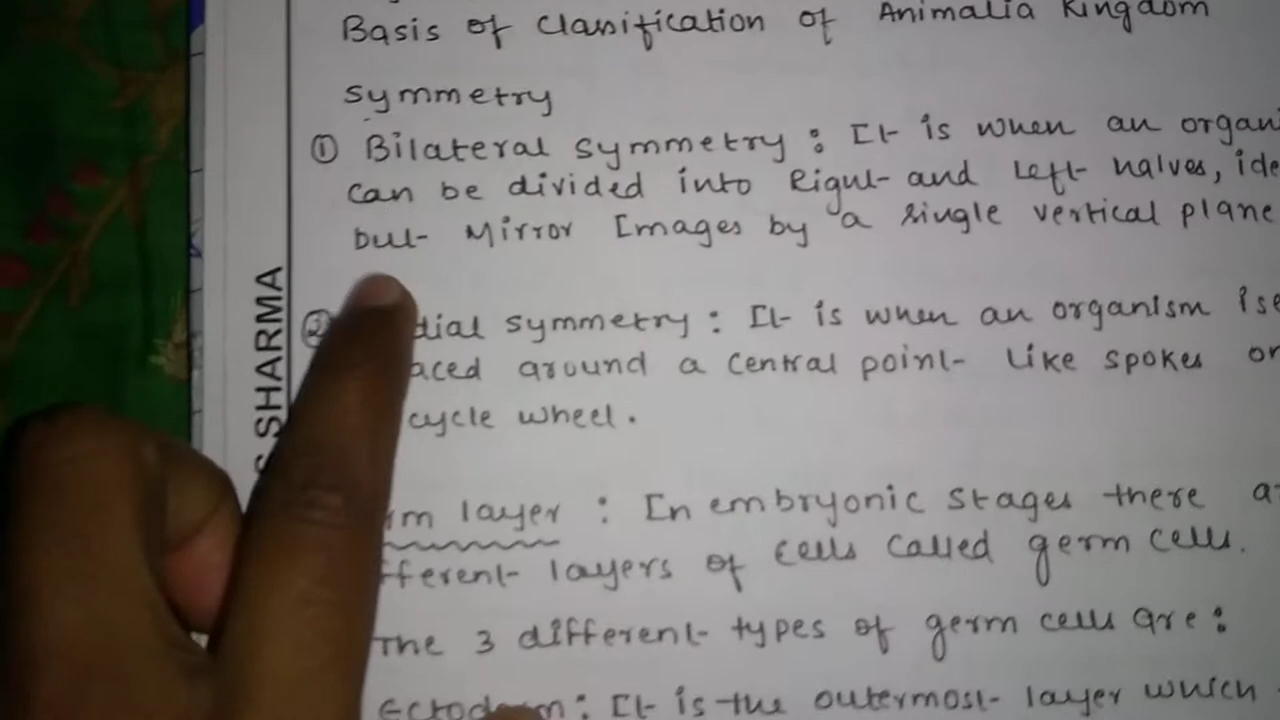 Basis of Clasification of Animalia Kingdom
Symmetry
① Bilateral symmetry : It is when an organi
can be divided into Right and Left halves, ide
but Mirror Images by a single vertical plane
② dial symmetry : It is when an organism is
aced around a central point like spokes
cycle wheel.
rm layer : In embryonic stages there a
fferent layers of cells called germ cells.
The 3 different types of germ cells are :
Ectoderm : It is the outermost layer which
SHARMA